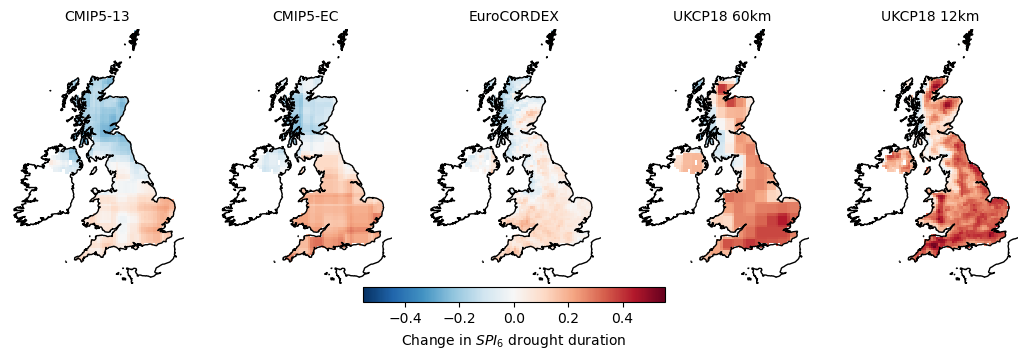 CMIP5-13
CMIP5-EC
EuroCORDEX
UKCP18 60km
UKCP18 12km
−0.4 −0.2 0.0 0.2 0.4
Change in SPI₆ drought duration